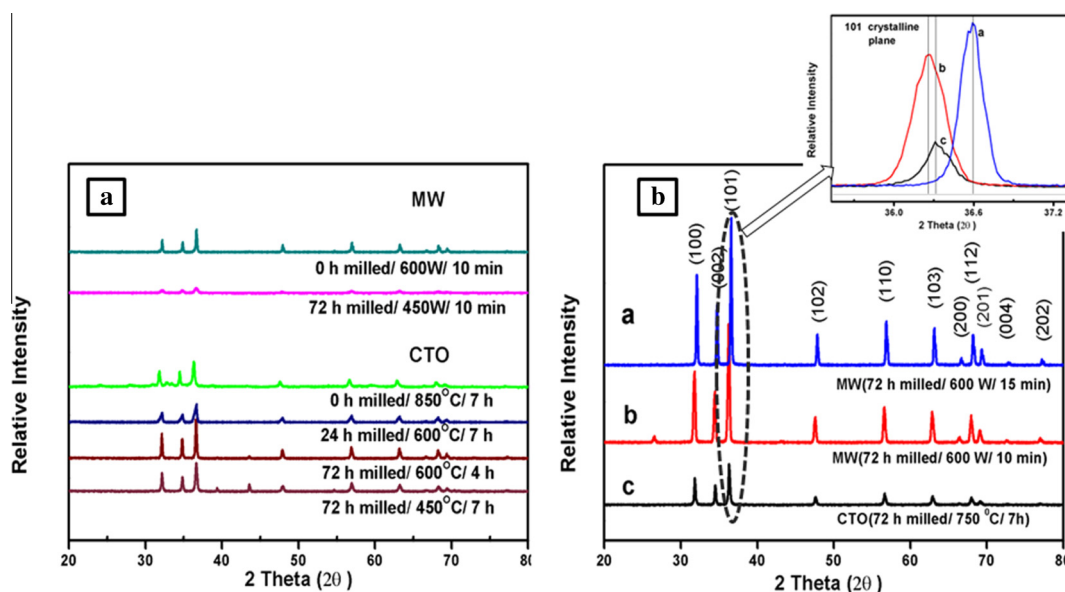 a
MW
0 h milled/ 600W/ 10 min
72 h milled/ 450W/ 10 min
CTO
0 h milled/ 850°C/ 7 h
24 h milled/ 600°C/ 7 h
72 h milled/ 600°C/ 4 h
72 h milled/ 450°C/ 7 h
Relative Intensity
20 30 40 50 60 70 80
2 Theta (2θ)
b
(100)
(002)
(101)
(102)
(110)
(103)
(200)
(112)
(201)
(004)
(202)
a
MW(72 h milled/ 600 W/ 15 min)
b
MW(72 h milled/ 600 W/ 10 min)
c
CTO(72 h milled/ 750 °C/ 7h)
Relative Intensity
20 30 40 50 60 70 80
2 Theta (2θ)
101 crystalline
plane
a
b
c
Relative Intensity
36.0 36.6 37.2
2 Theta (2θ)